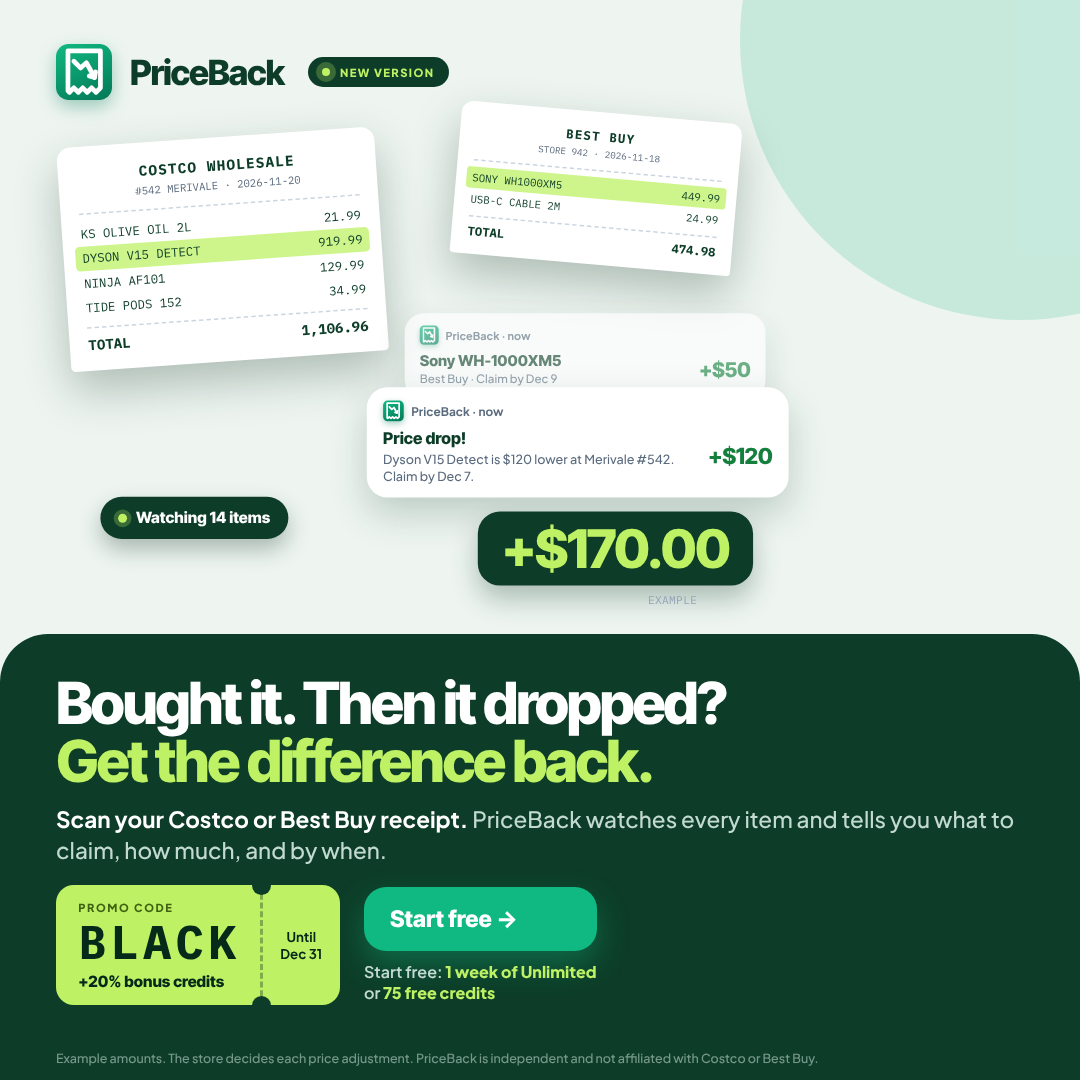 PriceBack
NEW VERSION
COSTCO WHOLESALE
#542 MERIVALE · 2026-11-20
KS OLIVE OIL 2L 21.99
DYSON V15 DETECT 919.99
NINJA AF101 129.99
TIDE PODS 152 34.99
TOTAL 1,106.96
BEST BUY
STORE 942 · 2026-11-18
SONY WH1000XM5 449.99
USB-C CABLE 2M 24.99
TOTAL 474.98
PriceBack · now
Sony WH-1000XM5
Best Buy · Claim by Dec 9
+$50
PriceBack · now
Price drop!
Dyson V15 Detect is $120 lower at Merivale #542.
Claim by Dec 7.
+$120
Watching 14 items
+$170.00
EXAMPLE
Bought it. Then it dropped?
Get the difference back.
Scan your Costco or Best Buy receipt. PriceBack watches every item and tells you what to
claim, how much, and by when.
PROMO CODE
BLACK
+20% bonus credits
Until
Dec 31
Start free →
Start free: 1 week of Unlimited
or 75 free credits
Example amounts. The store decides each price adjustment. PriceBack is independent and not affiliated with Costco or Best Buy.